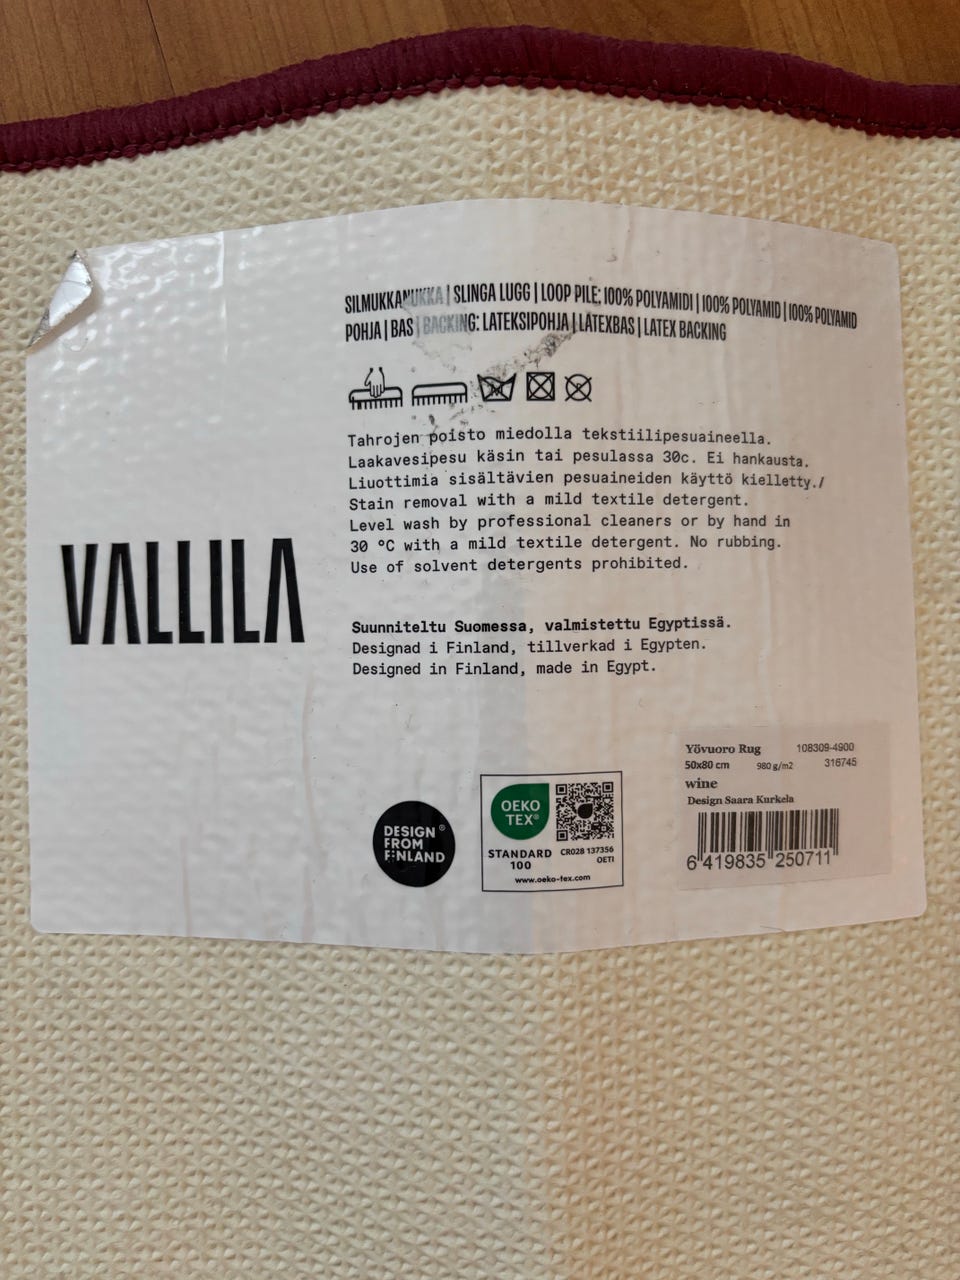 SILMUKKANUKKA | SLINGA LUGG | LOOP PILE: 100% POLYAMIDI | 100% POLYAMID | 100% POLYAMID
POHJA | BAS | BACKING: LATEKSIPOHJA | LATEXBAS | LATEX BACKING
Tahrojen poisto miedolla tekstiilipesuaineella.
Laakavesipesu käsin tai pesulassa 30c. Ei hankausta.
Liuottimia sisältävien pesuaineiden käyttö kielletty./
Stain removal with a mild textile detergent.
Level wash by professional cleaners or by hand in
30 °C with a mild textile detergent. No rubbing.
Use of solvent detergents prohibited.
VALLILA
Suunniteltu Suomessa, valmistettu Egyptissä.
Designad i Finland, tillverkad i Egypten.
Designed in Finland, made in Egypt.
DESIGN®
FROM
FINLAND
OEKO
TEX®
STANDARD
100
CR028 137356
OETI
www.oeko-tex.com
Yövuoro Rug 108309-4900
50x80 cm 980 g/m2 316745
wine
Design Saara Kurkela
6 419835 250711